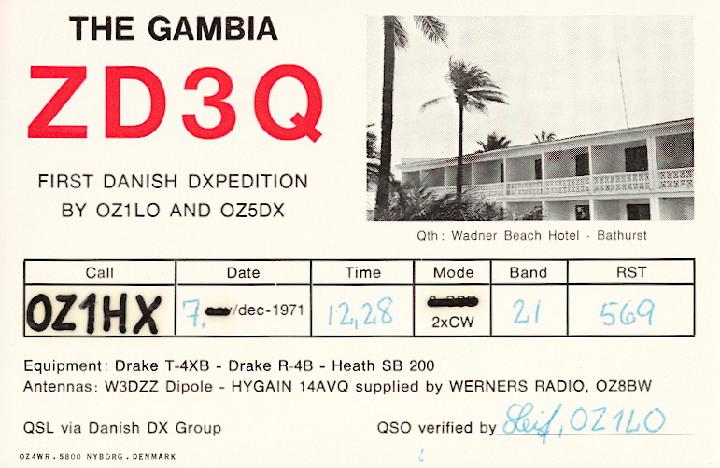 THE GAMBIA
ZD3Q
FIRST DANISH DXPEDITION
BY OZ1LO AND OZ5DX
Qth: Wadner Beach Hotel - Bathurst
Call Date Time Mode Band RST
OZ1HX 7. /dec-1971 12,28 2xCW 21 569
Equipment: Drake T-4XB - Drake R-4B - Heath SB 200
Antennas: W3DZZ Dipole - HYGAIN 14AVQ supplied by WERNERS RADIO, OZ8BW
QSL via Danish DX Group QSO verified by Leif, OZ1LO
OZ4WR. 5800 NYBORG. DENMARK